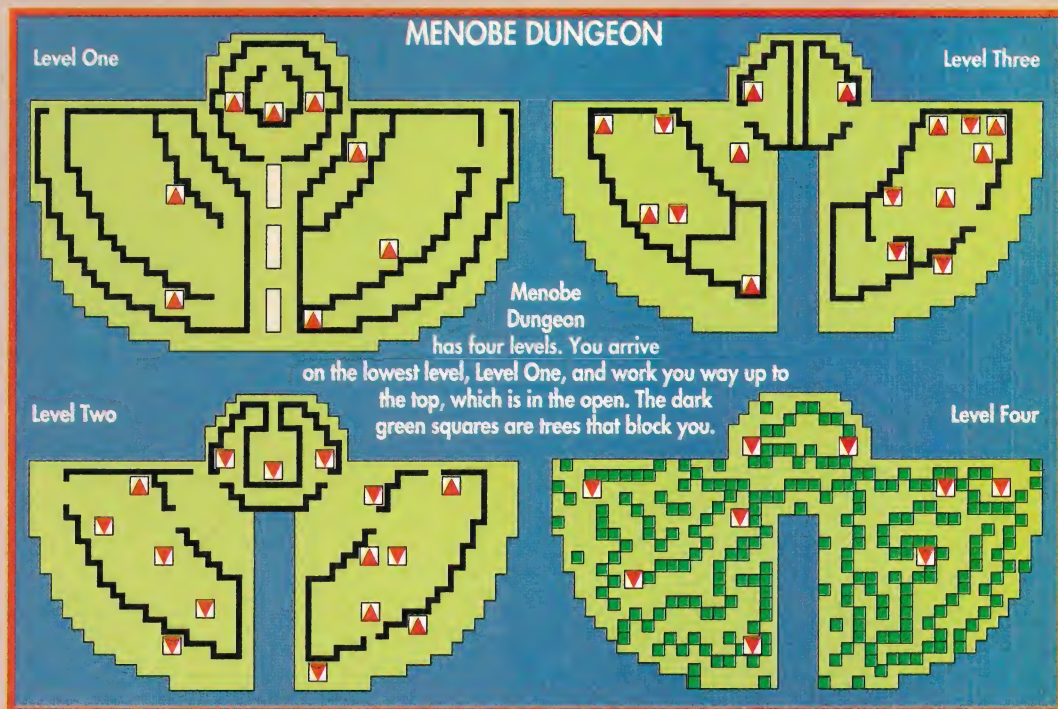 MENOBE DUNGEON
Level One
Level Three
Menobe
Dungeon
has four levels. You arrive
on the lowest level, Level One, and work you way up to
the top, which is in the open. The dark
green squares are trees that block you.
Level Two
Level Four